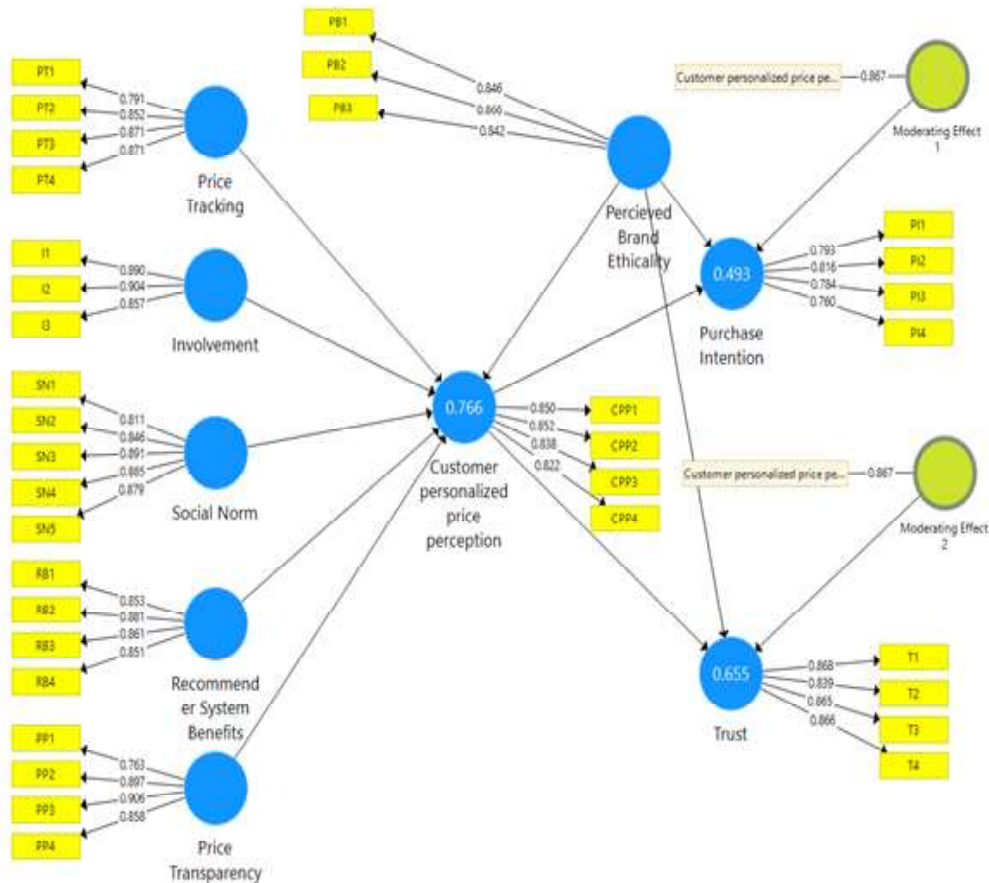 PB1
PB2
PB3
0.846
0.866
0.842
PT1
PT2
PT3
PT4
0.791
0.852
0.871
0.871
Price
Tracking
Percieved
Brand
Ethicality
Customer personalized price pe...
0.867
Moderating Effect
1
I1
I2
I3
0.890
0.904
0.857
Involvement
0.493
Purchase
Intention
0.793
0.816
0.784
0.760
PI1
PI2
PI3
PI4
SN1
SN2
SN3
SN4
SN5
0.811
0.846
0.891
0.885
0.879
Social Norm
0.766
Customer
personalized
price
perception
0.850
0.852
0.838
0.822
CPP1
CPP2
CPP3
CPP4
Customer personalized price pe...
0.867
Moderating Effect
2
RB1
RB2
RB3
RB4
0.853
0.881
0.861
0.851
Recommend
er System
Benefits
0.655
Trust
0.868
0.839
0.865
0.866
T1
T2
T3
T4
PP1
PP2
PP3
PP4
0.763
0.897
0.906
0.858
Price
Transparency